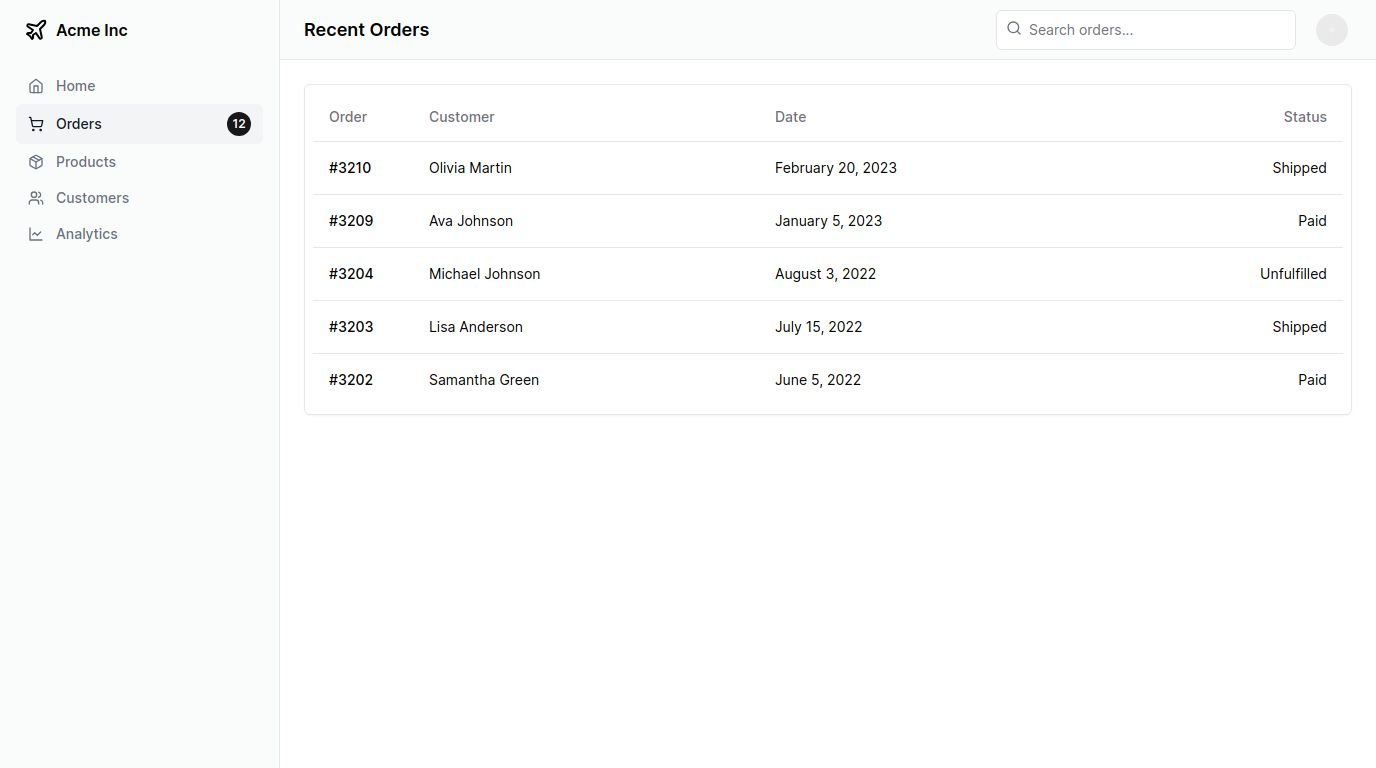 Acme Inc
Home
Orders 12
Products
Customers
Analytics
Recent Orders
Search orders...
Order Customer Date Status
#3210 Olivia Martin February 20, 2023 Shipped
#3209 Ava Johnson January 5, 2023 Paid
#3204 Michael Johnson August 3, 2022 Unfulfilled
#3203 Lisa Anderson July 15, 2022 Shipped
#3202 Samantha Green June 5, 2022 Paid